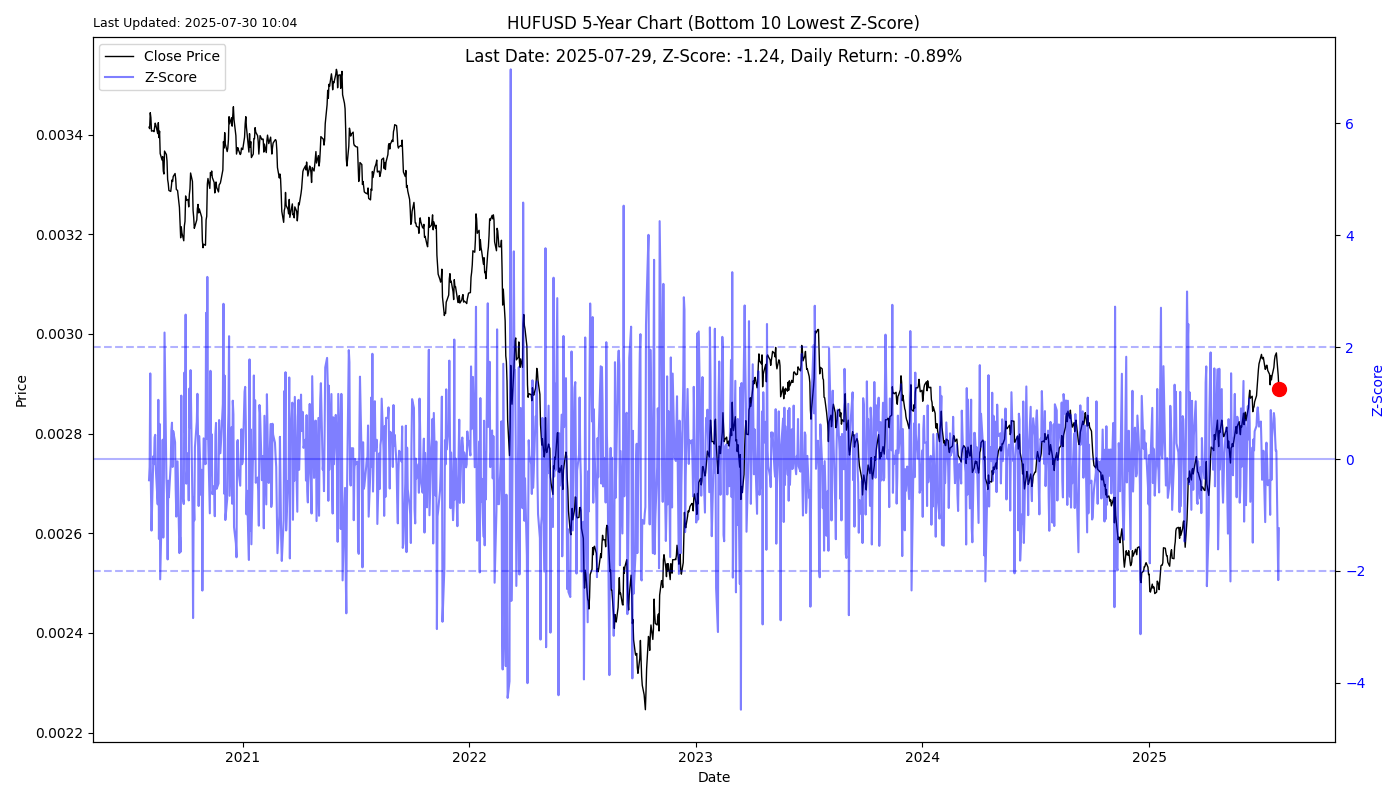 Last Updated: 2025-07-30 10:04
HUFUSD 5-Year Chart (Bottom 10 Lowest Z-Score)
Last Date: 2025-07-29, Z-Score: -1.24, Daily Return: -0.89%
Close Price
Z-Score
Price
0.0034
0.0032
0.0030
0.0028
0.0026
0.0024
0.0022
6
4
2
0
−2
−4
Z-Score
2021
2022
2023
2024
2025
Date